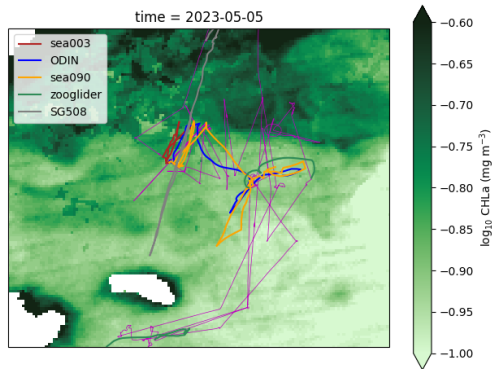 time = 2023-05-05
sea003
ODIN
sea090
zooglider
SG508
−0.60
−0.65
−0.70
−0.75
−0.80
−0.85
−0.90
−0.95
−1.00
log₁₀ CHLa (mg m⁻³)